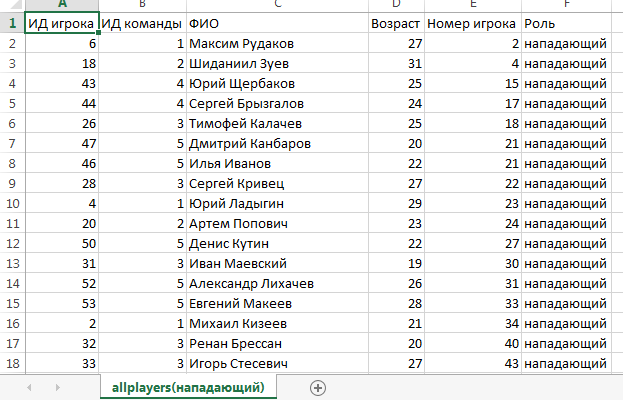 A B C D E F
1 ИД игрока ИД команды ФИО Возраст Номер игрока Роль
2 6 1 Максим Рудаков 27 2 нападающий
3 18 2 Шиданиил Зуев 31 4 нападающий
4 43 4 Юрий Щербаков 25 15 нападающий
5 44 4 Сергей Брызгалов 24 17 нападающий
6 26 3 Тимофей Калачев 25 18 нападающий
7 47 5 Дмитрий Канбаров 20 21 нападающий
8 46 5 Илья Иванов 22 21 нападающий
9 28 3 Сергей Кривец 27 22 нападающий
10 4 1 Юрий Ладыгин 29 23 нападающий
11 20 2 Артем Попович 23 24 нападающий
12 50 5 Денис Кутин 22 27 нападающий
13 31 3 Иван Маевский 19 30 нападающий
14 52 5 Александр Лихачев 26 31 нападающий
15 53 5 Евгений Макеев 28 33 нападающий
16 2 1 Михаил Кизеев 21 34 нападающий
17 32 3 Ренан Брессан 20 40 нападающий
18 33 3 Игорь Стесевич 27 43 нападающий
allplayers(нападающий)